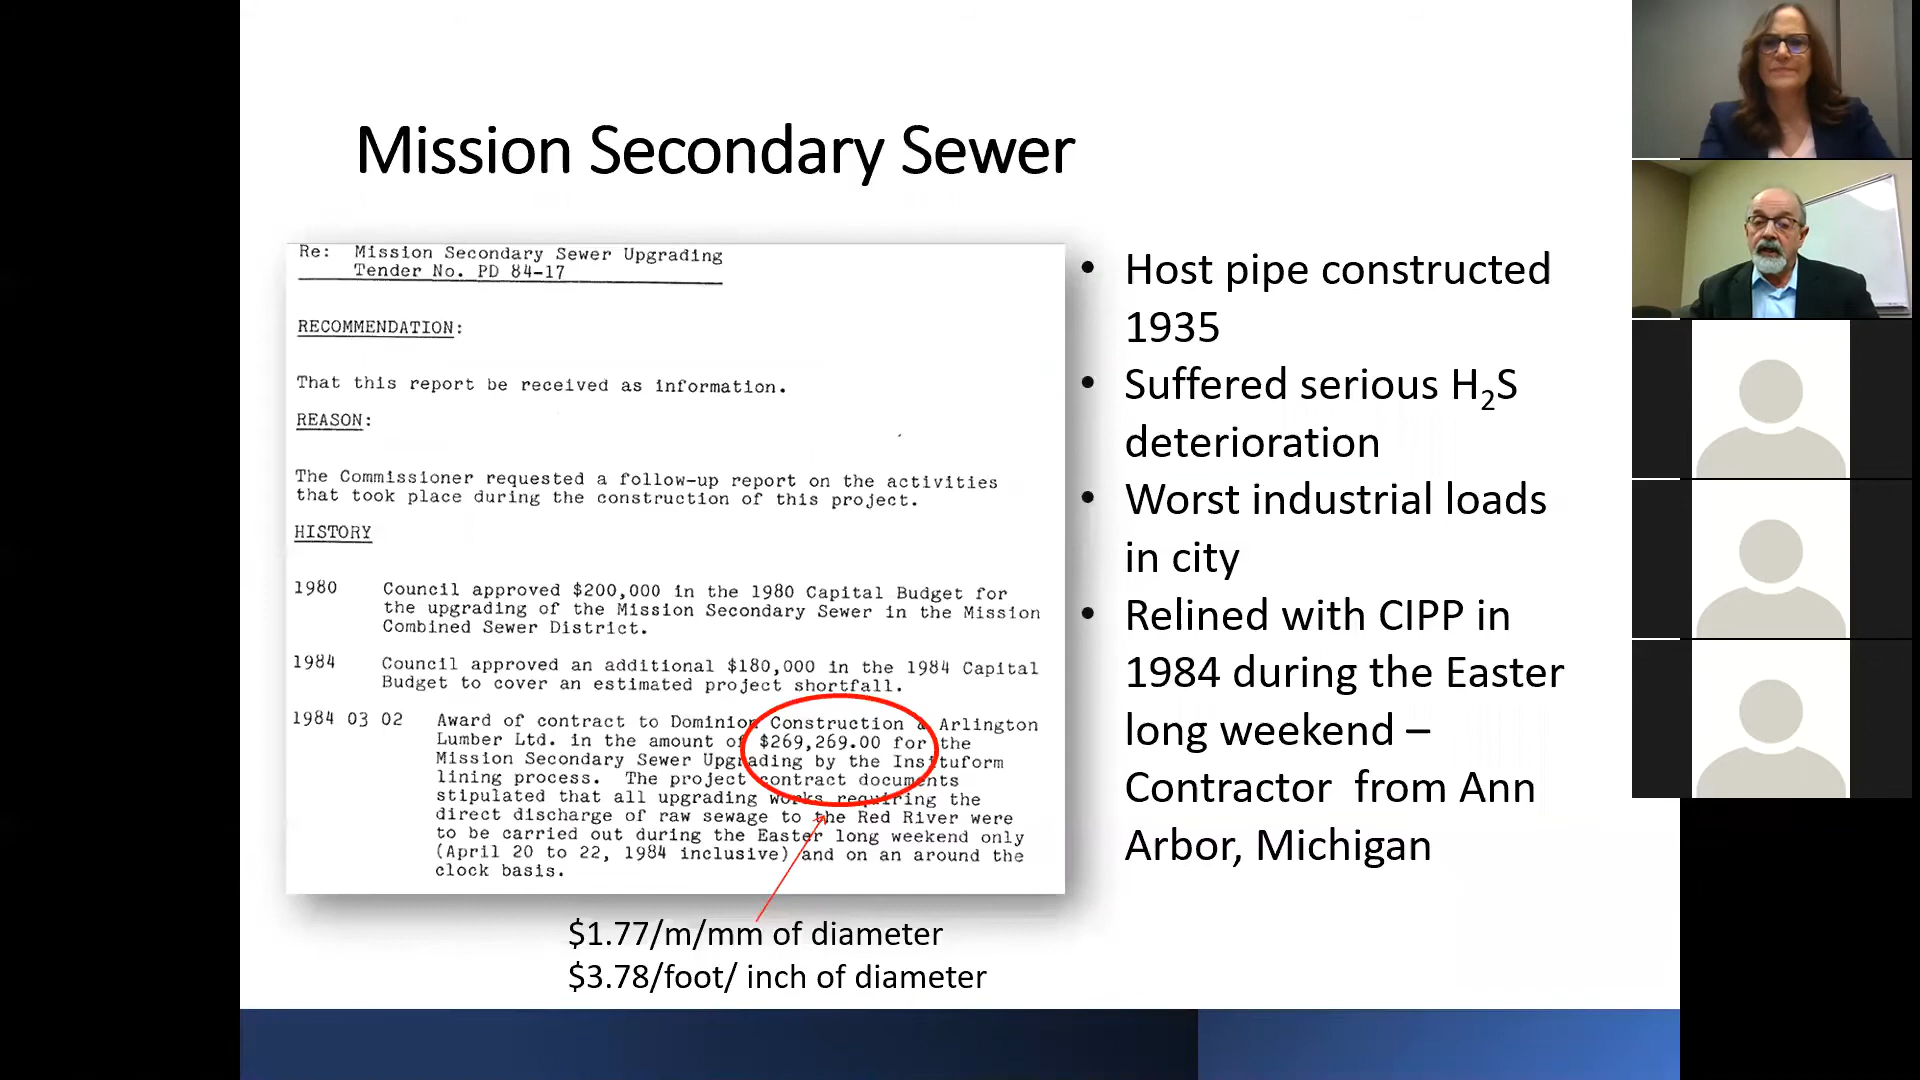 Mission Secondary Sewer
Re: Mission Secondary Sewer Upgrading
Tender No. PD 84-17
RECOMMENDATION:
That this report be received as information.
REASON:
The Commissioner requested a follow-up report on the activities
that took place during the construction of this project.
HISTORY
1980 Council approved $200,000 in the 1980 Capital Budget for
the upgrading of the Mission Secondary Sewer in the Mission
Combined Sewer District.
1984 Council approved an additional $180,000 in the 1984 Capital
Budget to cover an estimated project shortfall.
1984 03 02 Award of contract to Dominion Construction & Arlington
Lumber Ltd. in the amount of $269,269.00 for the
Mission Secondary Sewer Upgrading by the Insituform
lining process. The project contract documents
stipulated that all upgrading works requiring the
direct discharge of raw sewage to the Red River were
to be carried out during the Easter long weekend only
(April 20 to 22, 1984 inclusive) and on an around the
clock basis.
$1.77/m/mm of diameter
$3.78/foot/ inch of diameter
• Host pipe constructed
1935
• Suffered serious H₂S
deterioration
• Worst industrial loads
in city
• Relined with CIPP in
1984 during the Easter
long weekend –
Contractor from Ann
Arbor, Michigan